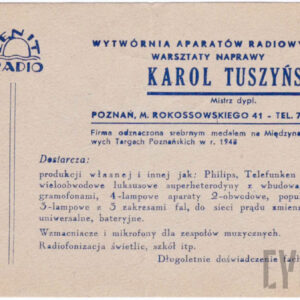 ZENIT
RADIO
WYTWÓRNIA APARATÓW RADIOWY
WARSZTATY NAPRAWY
KAROL TUSZYŃS
Mistrz dypl.
POZNAŃ, M. ROKOSSOWSKIEGO 41 - TEL. 7
Firma odznaczona srebrnym medalem na Międzyna
wych Targach Poznańskich w r. 1948
Dostarcza:
produkcji własnej i innej jak: Philips, Telefunken
wieloobwodowe luksusowe superheterodyny z wbudowa
gramofonami, 4-lampowe aparaty 2-obwodowe, popu
3-lampowe z 3 zakresami fal, do sieci prądu zmien
uniwersalne, bateryjne.
Wzmacniacze i mikrofony dla zespołów muzycznych.
Radiofonizacja świetlic, szkół itp.
Długoletnie doświadczenie fach